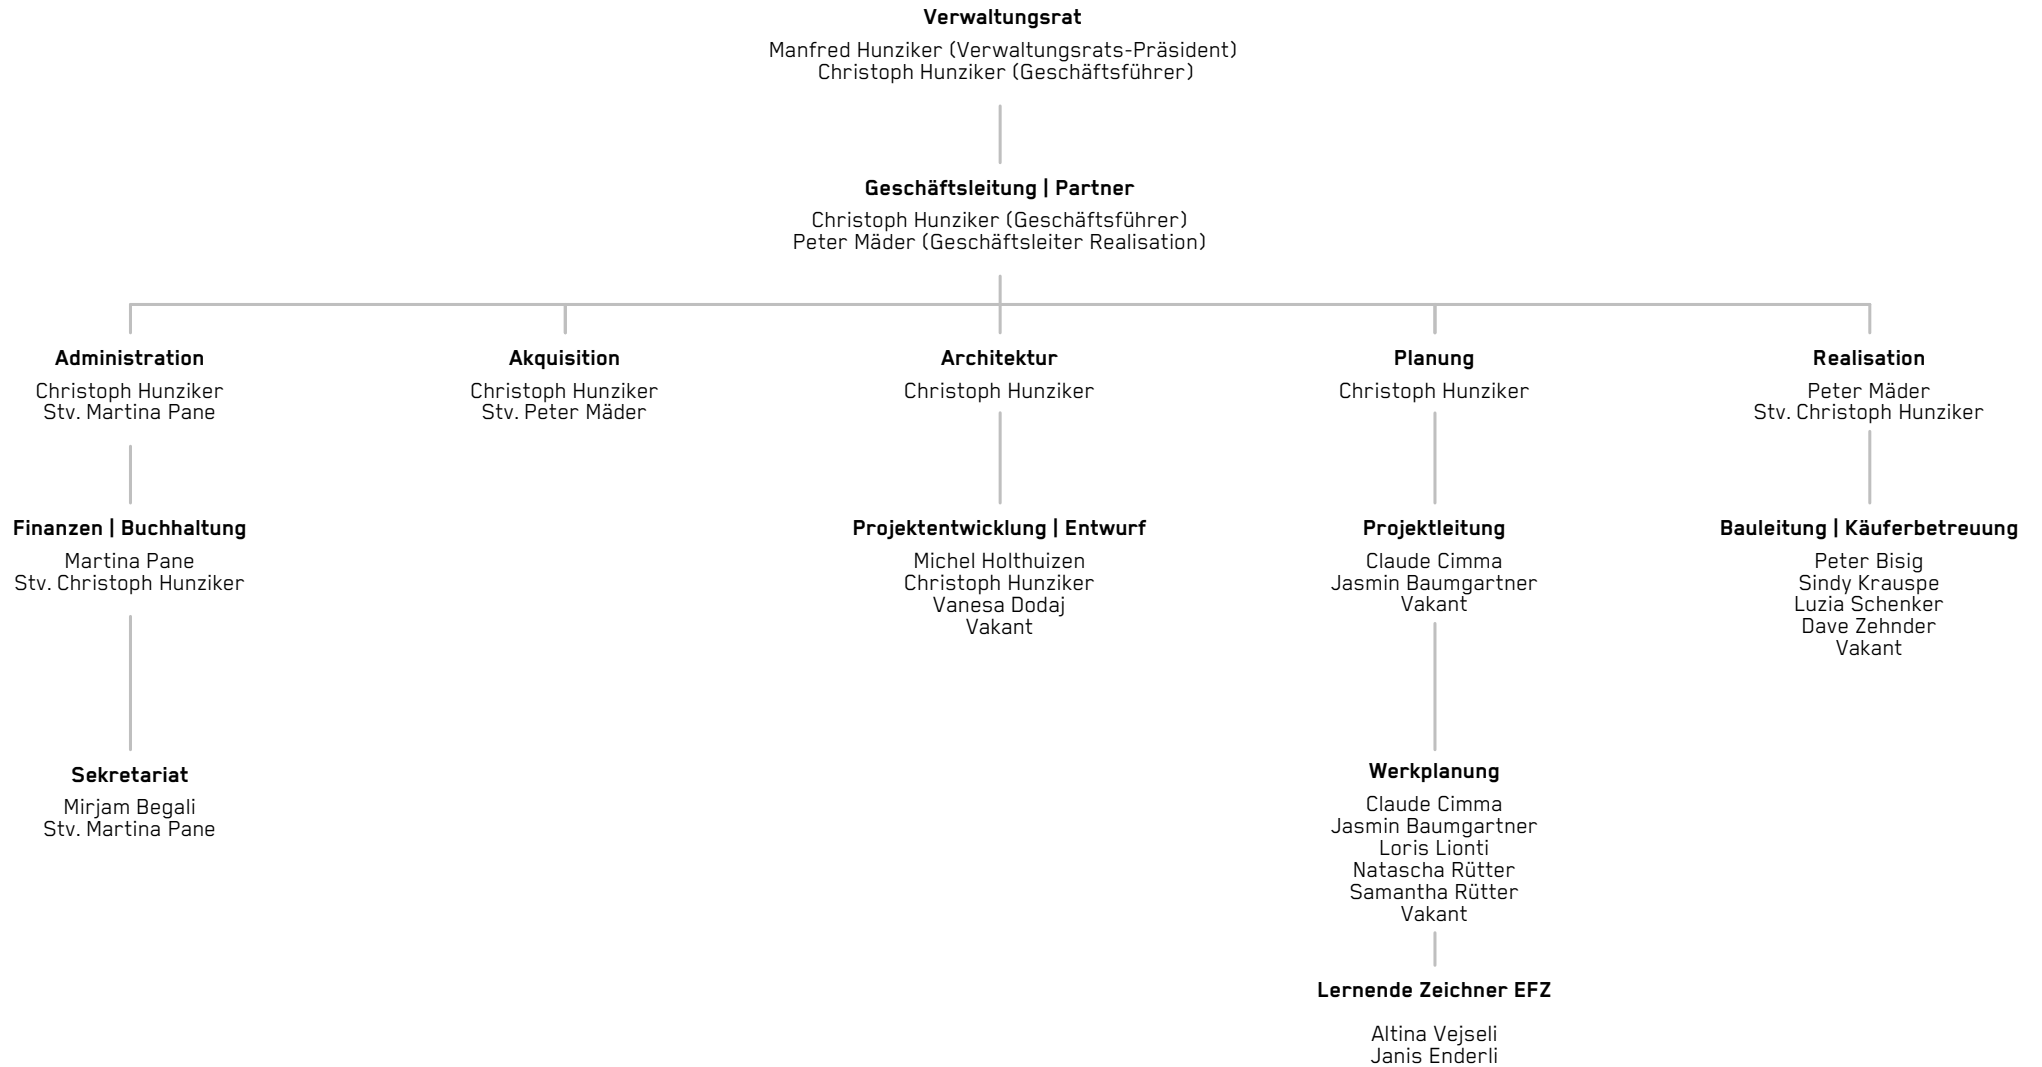 Verwaltungsrat
Manfred Hunziker (Verwaltungsrats-Präsident)
Christoph Hunziker (Geschäftsführer)
Geschäftsleitung | Partner
Christoph Hunziker (Geschäftsführer)
Peter Mäder (Geschäftsleiter Realisation)
Administration
Christoph Hunziker
Stv. Martina Pane
Finanzen | Buchhaltung
Martina Pane
Stv. Christoph Hunziker
Sekretariat
Mirjam Begali
Stv. Martina Pane
Akquisition
Christoph Hunziker
Stv. Peter Mäder
Architektur
Christoph Hunziker
Projektentwicklung | Entwurf
Michel Holthuizen
Christoph Hunziker
Vanesa Dodaj
Vakant
Planung
Christoph Hunziker
Projektleitung
Claude Cimma
Jasmin Baumgartner
Vakant
Werkplanung
Claude Cimma
Jasmin Baumgartner
Loris Lionti
Natascha Rütter
Samantha Rütter
Vakant
Lernende Zeichner EFZ
Altina Vejseli
Janis Enderli
Realisation
Peter Mäder
Stv. Christoph Hunziker
Bauleitung | Käuferbetreuung
Peter Bisig
Sindy Krauspe
Luzia Schenker
Dave Zehnder
Vakant